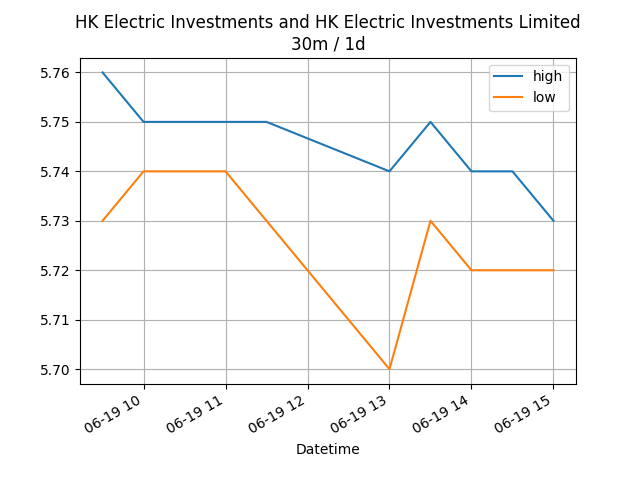 HK Electric Investments and HK Electric Investments Limited
30m / 1d
high
low
5.76
5.75
5.74
5.73
5.72
5.71
5.70
06-19 10
06-19 11
06-19 12
06-19 13
06-19 14
06-19 15
Datetime